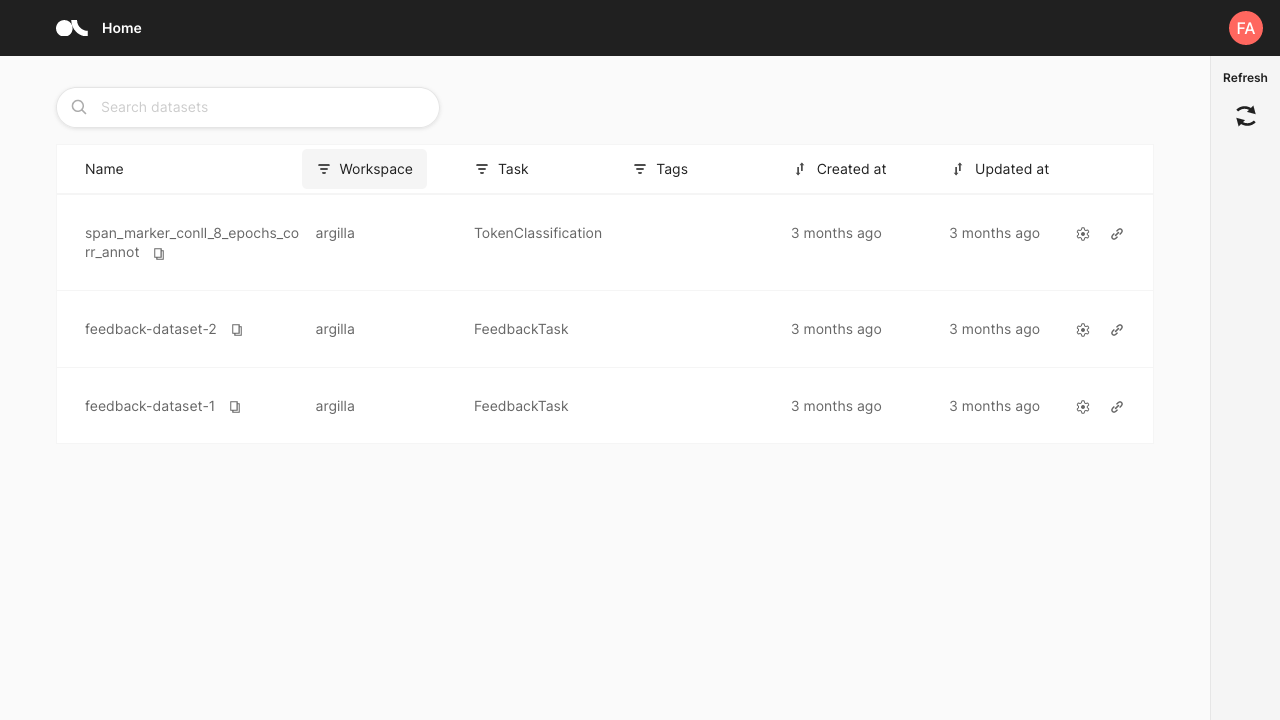 Home
FA
Refresh
Search datasets
Name Workspace Task Tags Created at Updated at
span_marker_conll_8_epochs_co argilla TokenClassification 3 months ago 3 months ago
rr_annot
feedback-dataset-2 argilla FeedbackTask 3 months ago 3 months ago
feedback-dataset-1 argilla FeedbackTask 3 months ago 3 months ago